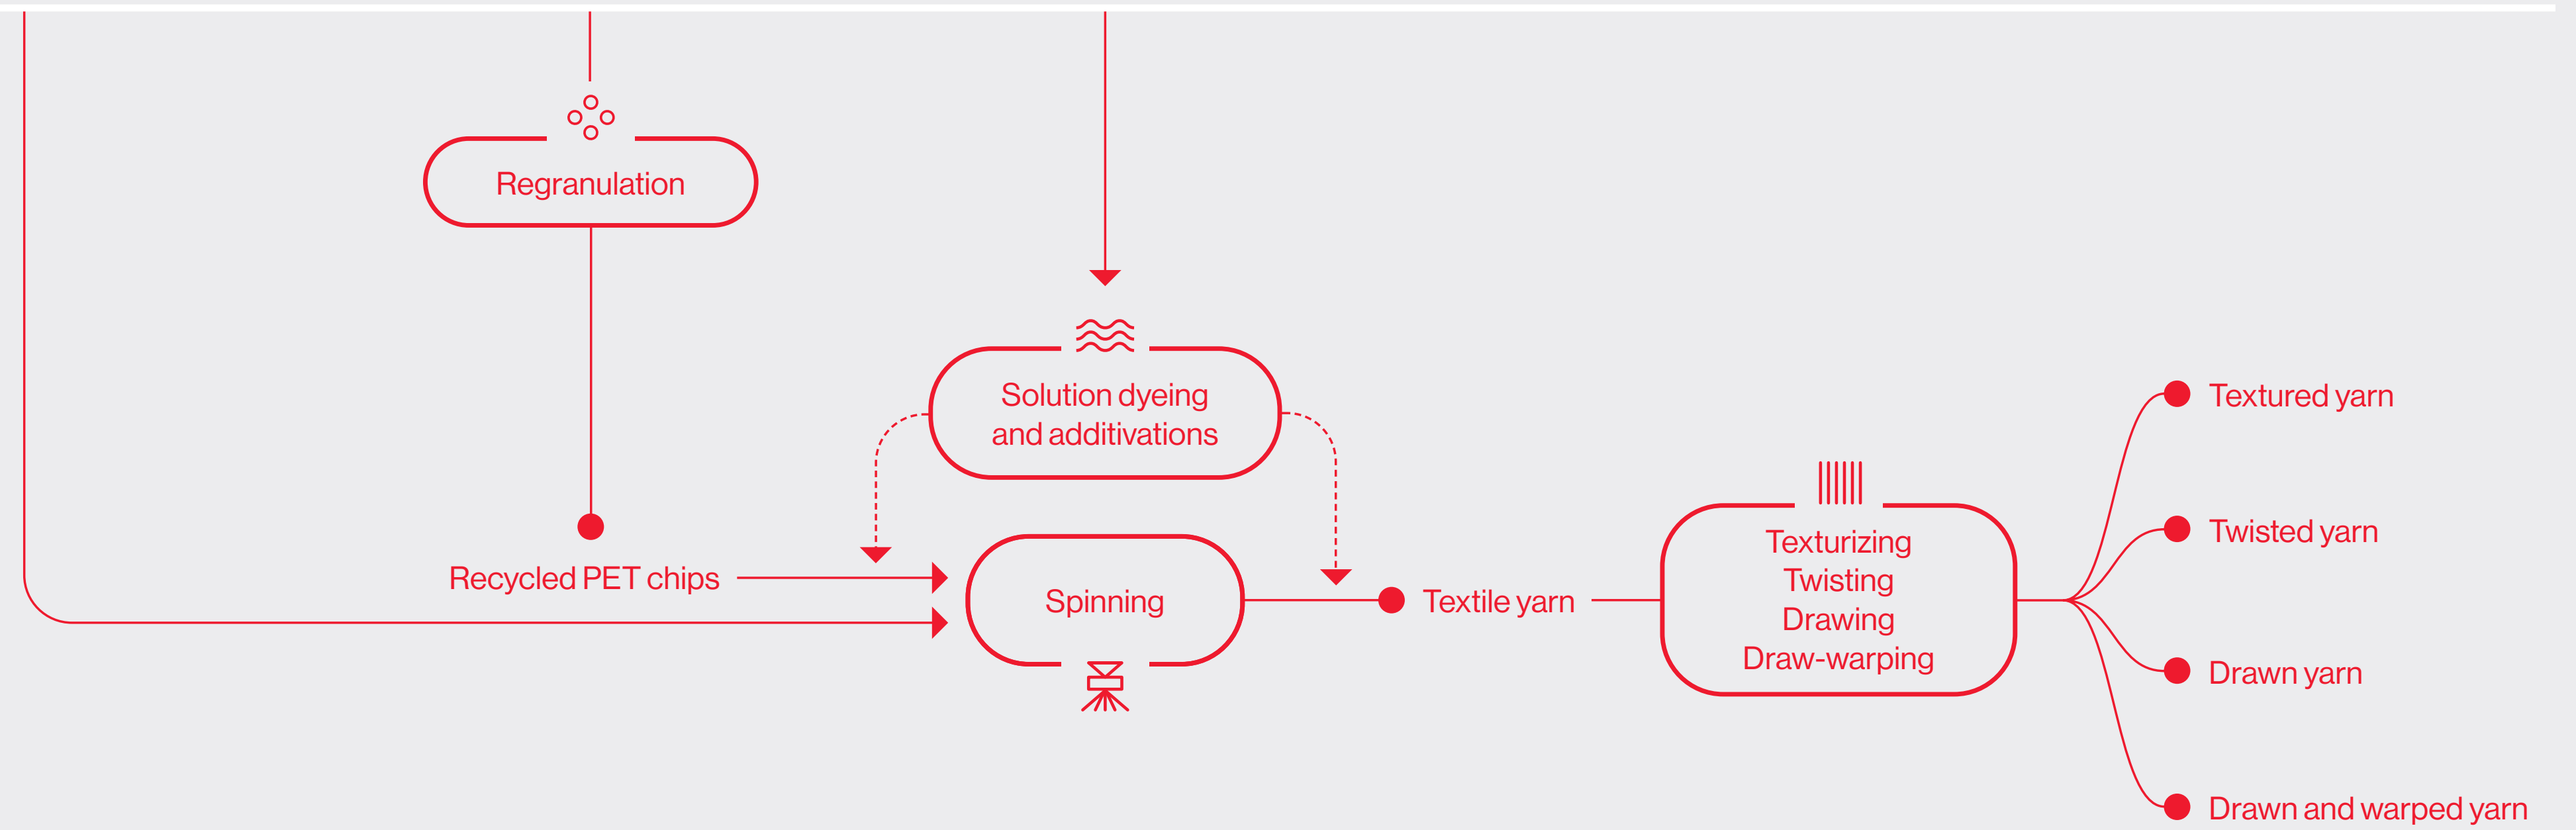 Regranulation
Solution dyeing
and additivations
Recycled PET chips
Spinning
Textile yarn
Texturizing
Twisting
Drawing
Draw-warping
Textured yarn
Twisted yarn
Drawn yarn
Drawn and warped yarn